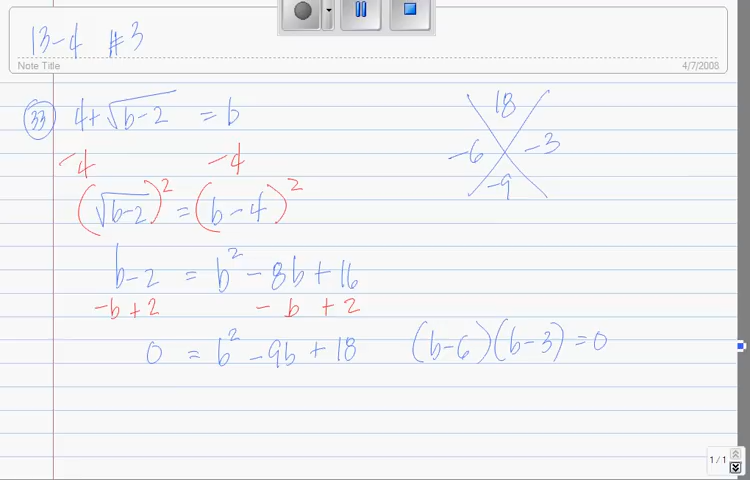 13-4 #3
Note Title
4/7/2008
33 4+√b-2 = b
-4 -4
(√b-2)² = (b-4)²
b-2 = b² -8b+16
-b+2 -b +2
0 = b² -9b+18 (b-6)(b-3)=0
18
-6 -3
-9
1/1